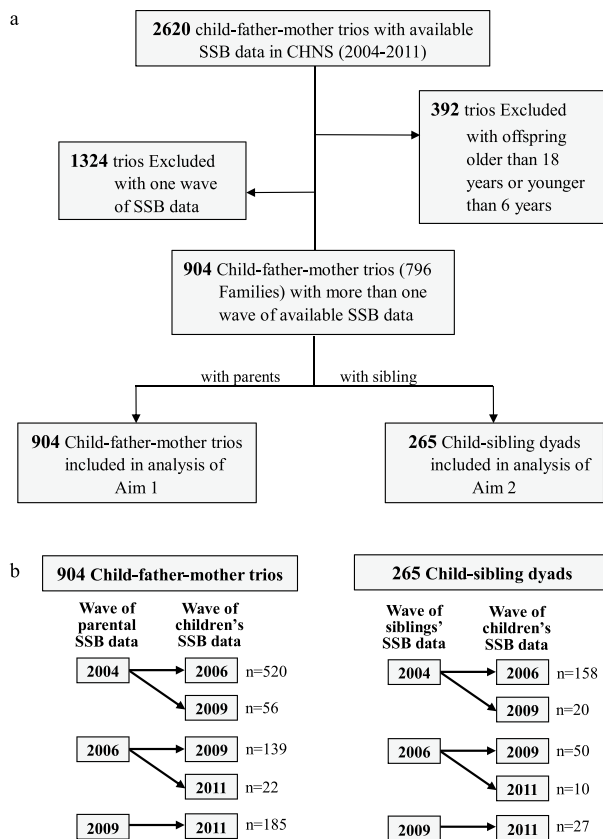 a
2620 child-father-mother trios with available
SSB data in CHNS (2004-2011)
392 trios Excluded
with offspring
older than 18
years or younger
than 6 years
1324 trios Excluded
with one wave
of SSB data
904 Child-father-mother trios (796
Families) with more than one
wave of available SSB data
with parents
with sibling
904 Child-father-mother trios
included in analysis of
Aim 1
265 Child-sibling dyads
included in analysis of
Aim 2
b
904 Child-father-mother trios
Wave of
parental
SSB data
Wave of
children's
SSB data
2004
2006
n=520
2009
n=56
2006
2009
n=139
2011
n=22
2009
2011
n=185
265 Child-sibling dyads
Wave of
siblings'
SSB data
Wave of
children's
SSB data
2004
2006
n=158
2009
n=20
2006
2009
n=50
2011
n=10
2009
2011
n=27